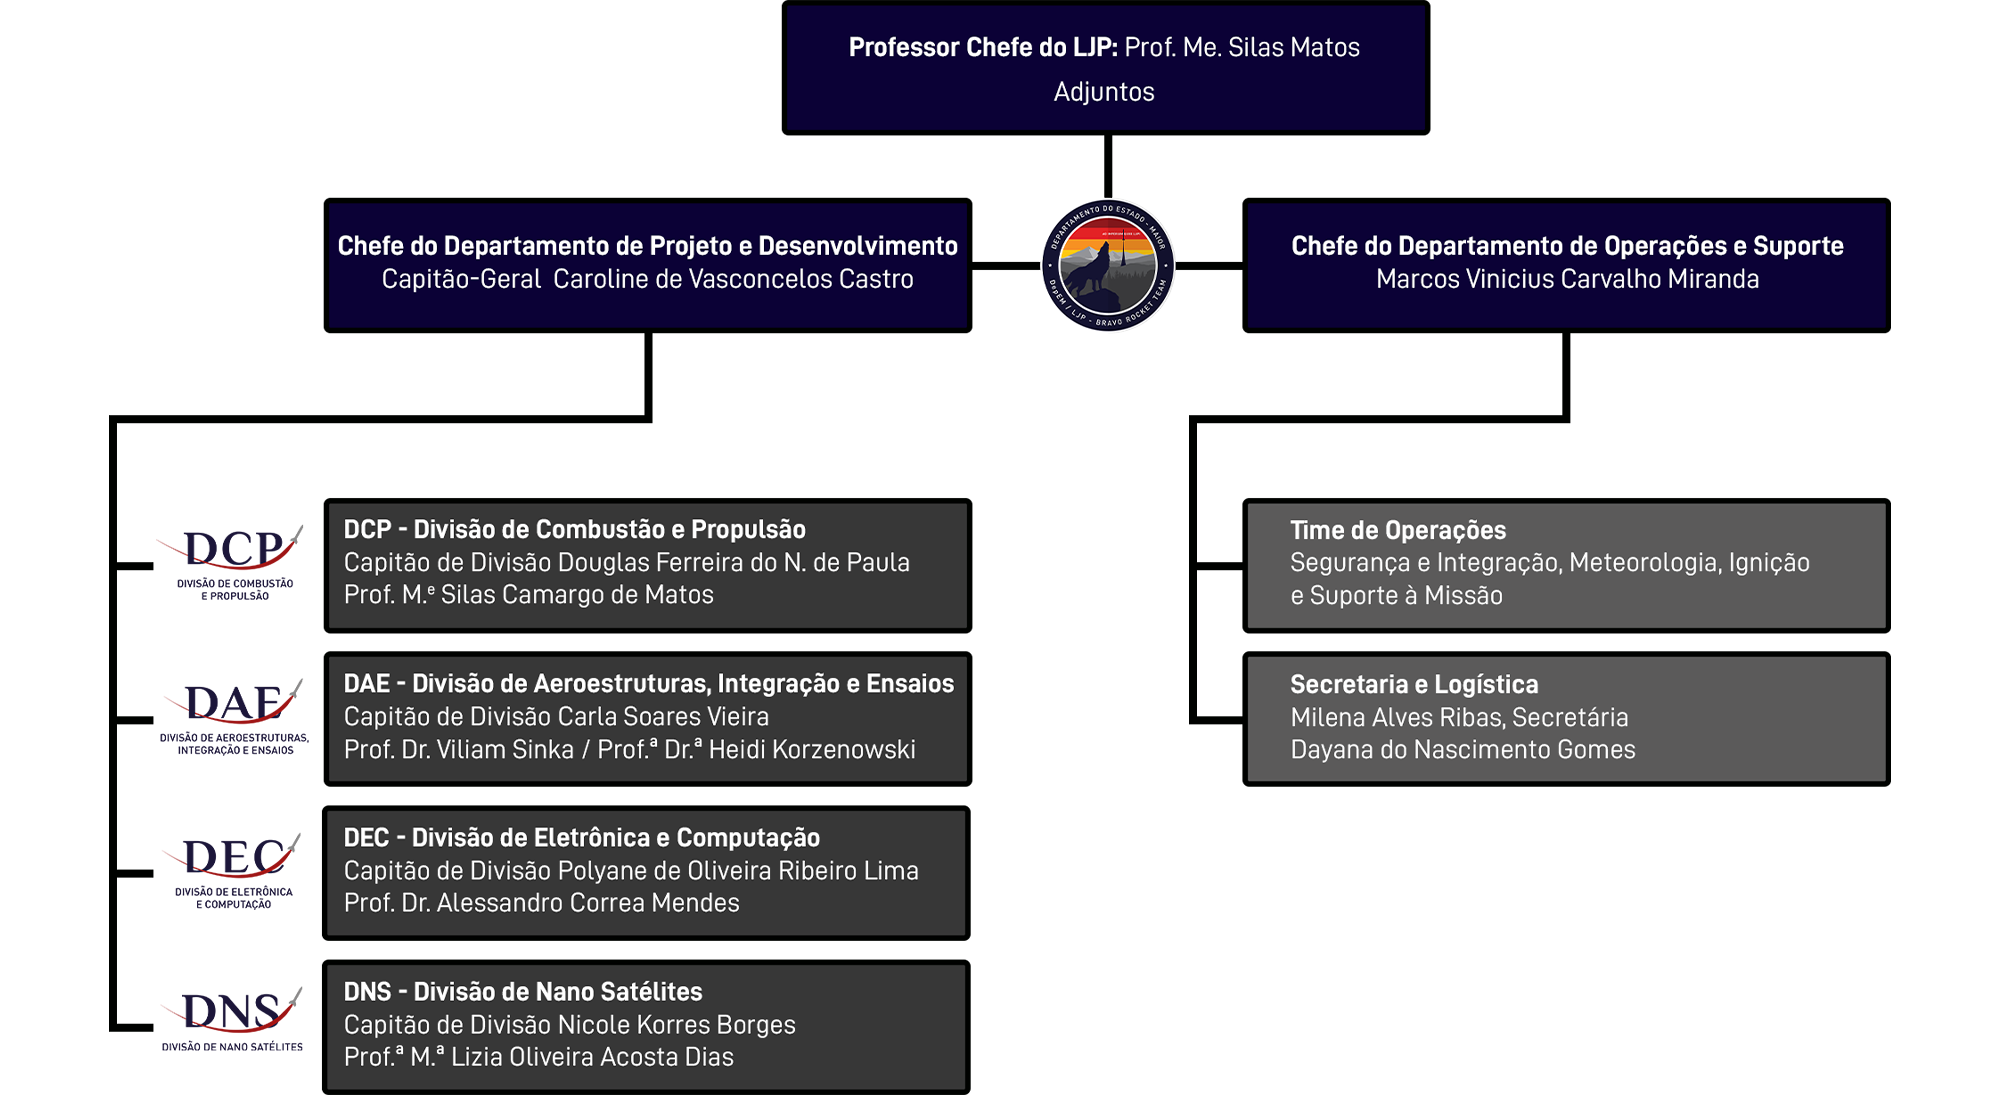 Professor Chefe do LJP: Prof. Me. Silas Matos
Adjuntos
Chefe do Departamento de Projeto e Desenvolvimento
Capitão-Geral Caroline de Vasconcelos Castro
DEPARTAMENTO DO ESTADO - MAIOR
DepEM / LJP - BRAVO ROCKET TEAM
Chefe do Departamento de Operações e Suporte
Marcos Vinicius Carvalho Miranda
DCP
DIVISÃO DE COMBUSTÃO
E PROPULSÃO
DCP - Divisão de Combustão e Propulsão
Capitão de Divisão Douglas Ferreira do N. de Paula
Prof. M.ᵉ Silas Camargo de Matos
DAE
DIVISÃO DE AEROESTRUTURAS,
INTEGRAÇÃO E ENSAIOS
DAE - Divisão de Aeroestruturas, Integração e Ensaios
Capitão de Divisão Carla Soares Vieira
Prof. Dr. Viliam Sinka / Prof.ª Dr.ª Heidi Korzenowski
DEC
DIVISÃO DE ELETRÔNICA
E COMPUTAÇÃO
DEC - Divisão de Eletrônica e Computação
Capitão de Divisão Polyane de Oliveira Ribeiro Lima
Prof. Dr. Alessandro Correa Mendes
DNS
DIVISÃO DE NANO SATÉLITES
DNS - Divisão de Nano Satélites
Capitão de Divisão Nicole Korres Borges
Prof.ª M.ª Lizia Oliveira Acosta Dias
Time de Operações
Segurança e Integração, Meteorologia, Ignição
e Suporte à Missão
Secretaria e Logística
Milena Alves Ribas, Secretária
Dayana do Nascimento Gomes